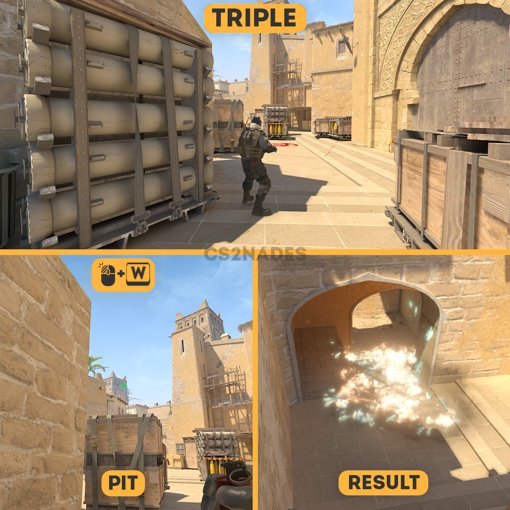 TRIPLE
CS2NADES
+ W
PIT
RESULT